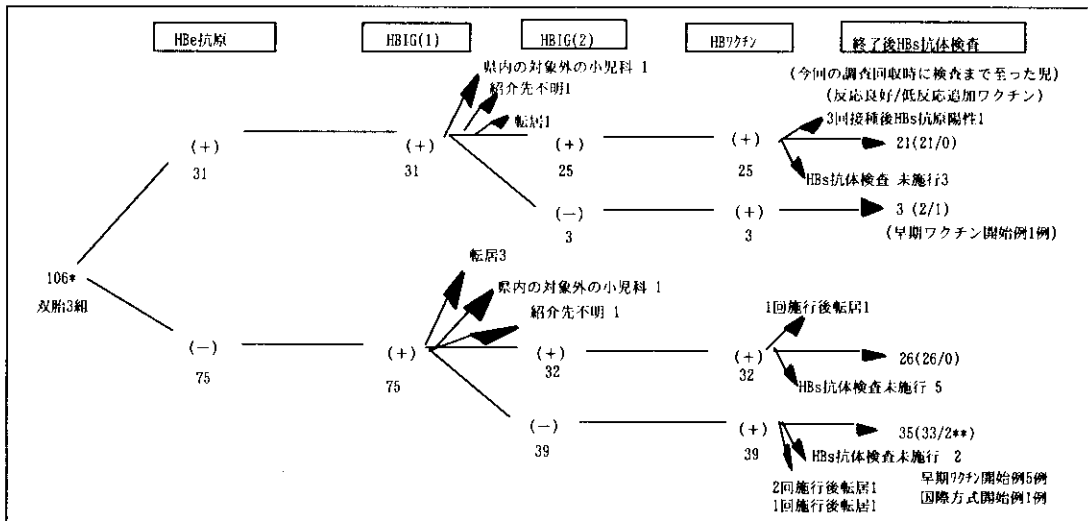 HBe抗原 HBIG(1) HBIG(2) HBワクチン 終了後HBs抗体検査
県内の対象外の小児科 1
(今回の調査回収時に検査まで至った児)
紹介先不明1
(反応良好/低反応追加ワクチン)
転居1
3回接種後HBs抗原陽性1
(+) (+) (+) (+) 21(21/0)
31 31 25 25
HBs抗体検査 未施行3
(-) (+) 3 (2/1)
3 3
(早期ワクチン開始例1例)
106*
双胎3組
転居3
県内の対象外の小児科 1
紹介先不明 1
1回施行後転居1
(-) (+) (+) (+) 26(26/0)
75 75 32 32
HBs抗体検査未施行 5
(-) (+) 35(33/2**)
39 39
HBs抗体検査未施行 2
2回施行後転居1
1回施行後転居1
早期ワクチン開始例5例
国際方式開始例1例